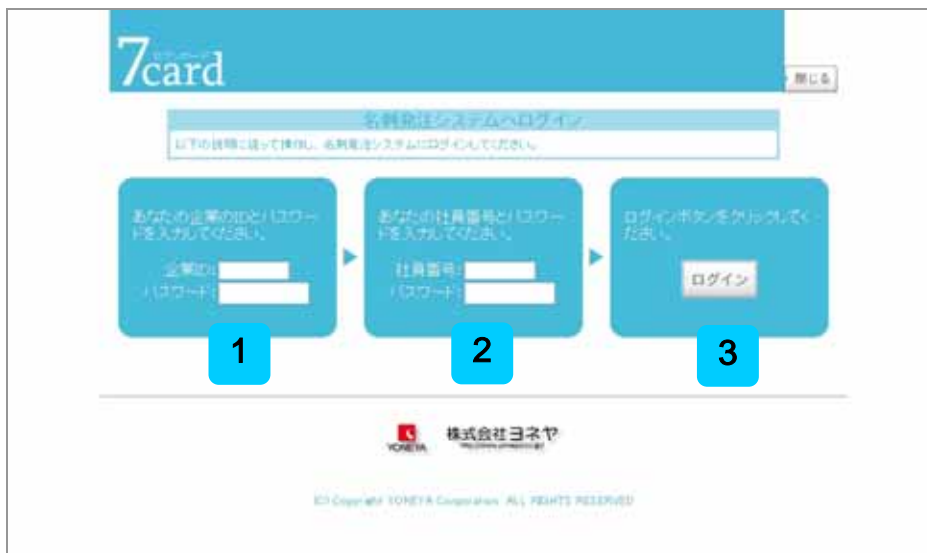 7card
閉じる
名刺発注システムへログイン
以下の説明に従って操作し、名刺発注システムにログインしてください。
あなたの企業のIDとパスワー
ドを入力してください。
企業ID:
パスワード:
あなたの社員番号とパスワー
ドを入力してください。
社員番号:
パスワード:
ログインボタンをクリックしてく
ださい。
ログイン
1
2
3
YONEYA
株式会社ヨネヤ
(C) Copyright YONEYA Corporation. ALL RIGHTS RESERVED